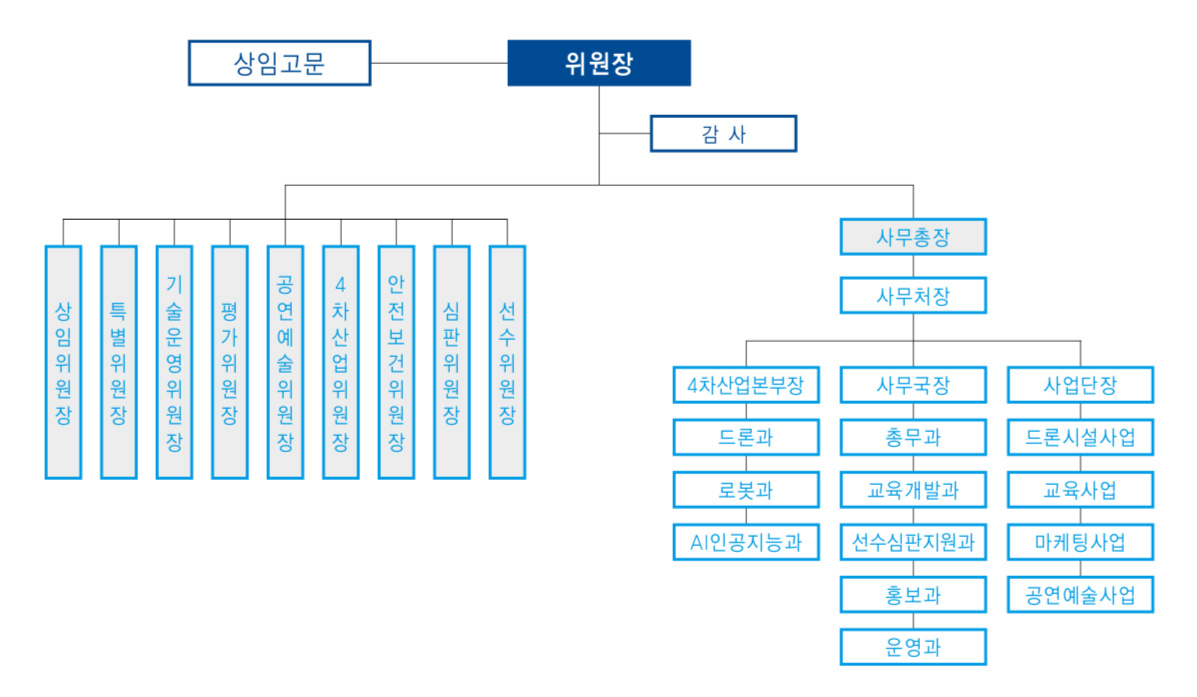 상임고문
위원장
감 사
상임위원장
특별위원장
기술운영위원장
평가위원장
공연예술위원장
4차산업위원장
안전보건위원장
심판위원장
선수위원장
사무총장
사무처장
4차산업본부장
드론과
로봇과
AI인공지능과
사무국장
총무과
교육개발과
선수심판지원과
홍보과
운영과
사업단장
드론시설사업
교육사업
마케팅사업
공연예술사업